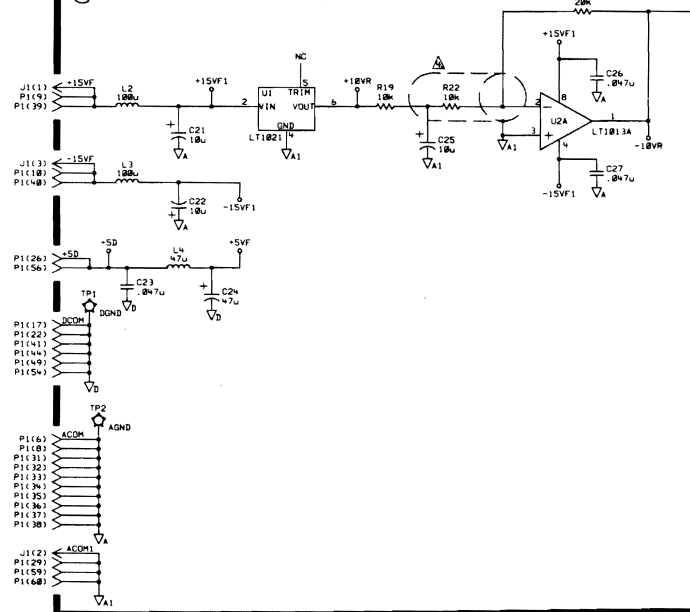 20k
+15VF1
NC
4
J1(1) +15VF
P1(9)
P1(39)
L2
100u
+15VF1
2
U1
TRIM
5
VIN
VOUT
6
GND
4
LT1021
A1
+10VR
R19
10k
R22
10k
8
C26
.047u
A
2
-
U2A
1
3
+
LT1013A
4
A1
-10VR
+
C21
10u
A
+
C25
10u
A1
C27
.047u
A
-15VF1
J1(3) -15VF
P1(10)
P1(40)
L3
100u
C22
+ 10u
A
-15VF1
P1(26) +5D
P1(56)
+5D
L4
47u
+5VF
C23
.047u
D
+
C24
47u
D
TP1
DGND
P1(17) DCOM
P1(22)
P1(41)
P1(44)
P1(49)
P1(54)
D
TP2
AGND
P1(6) ACOM
P1(8)
P1(31)
P1(32)
P1(33)
P1(34)
P1(35)
P1(36)
P1(37)
P1(38)
A
J1(2) ACOM1
P1(29)
P1(59)
P1(60)
A1